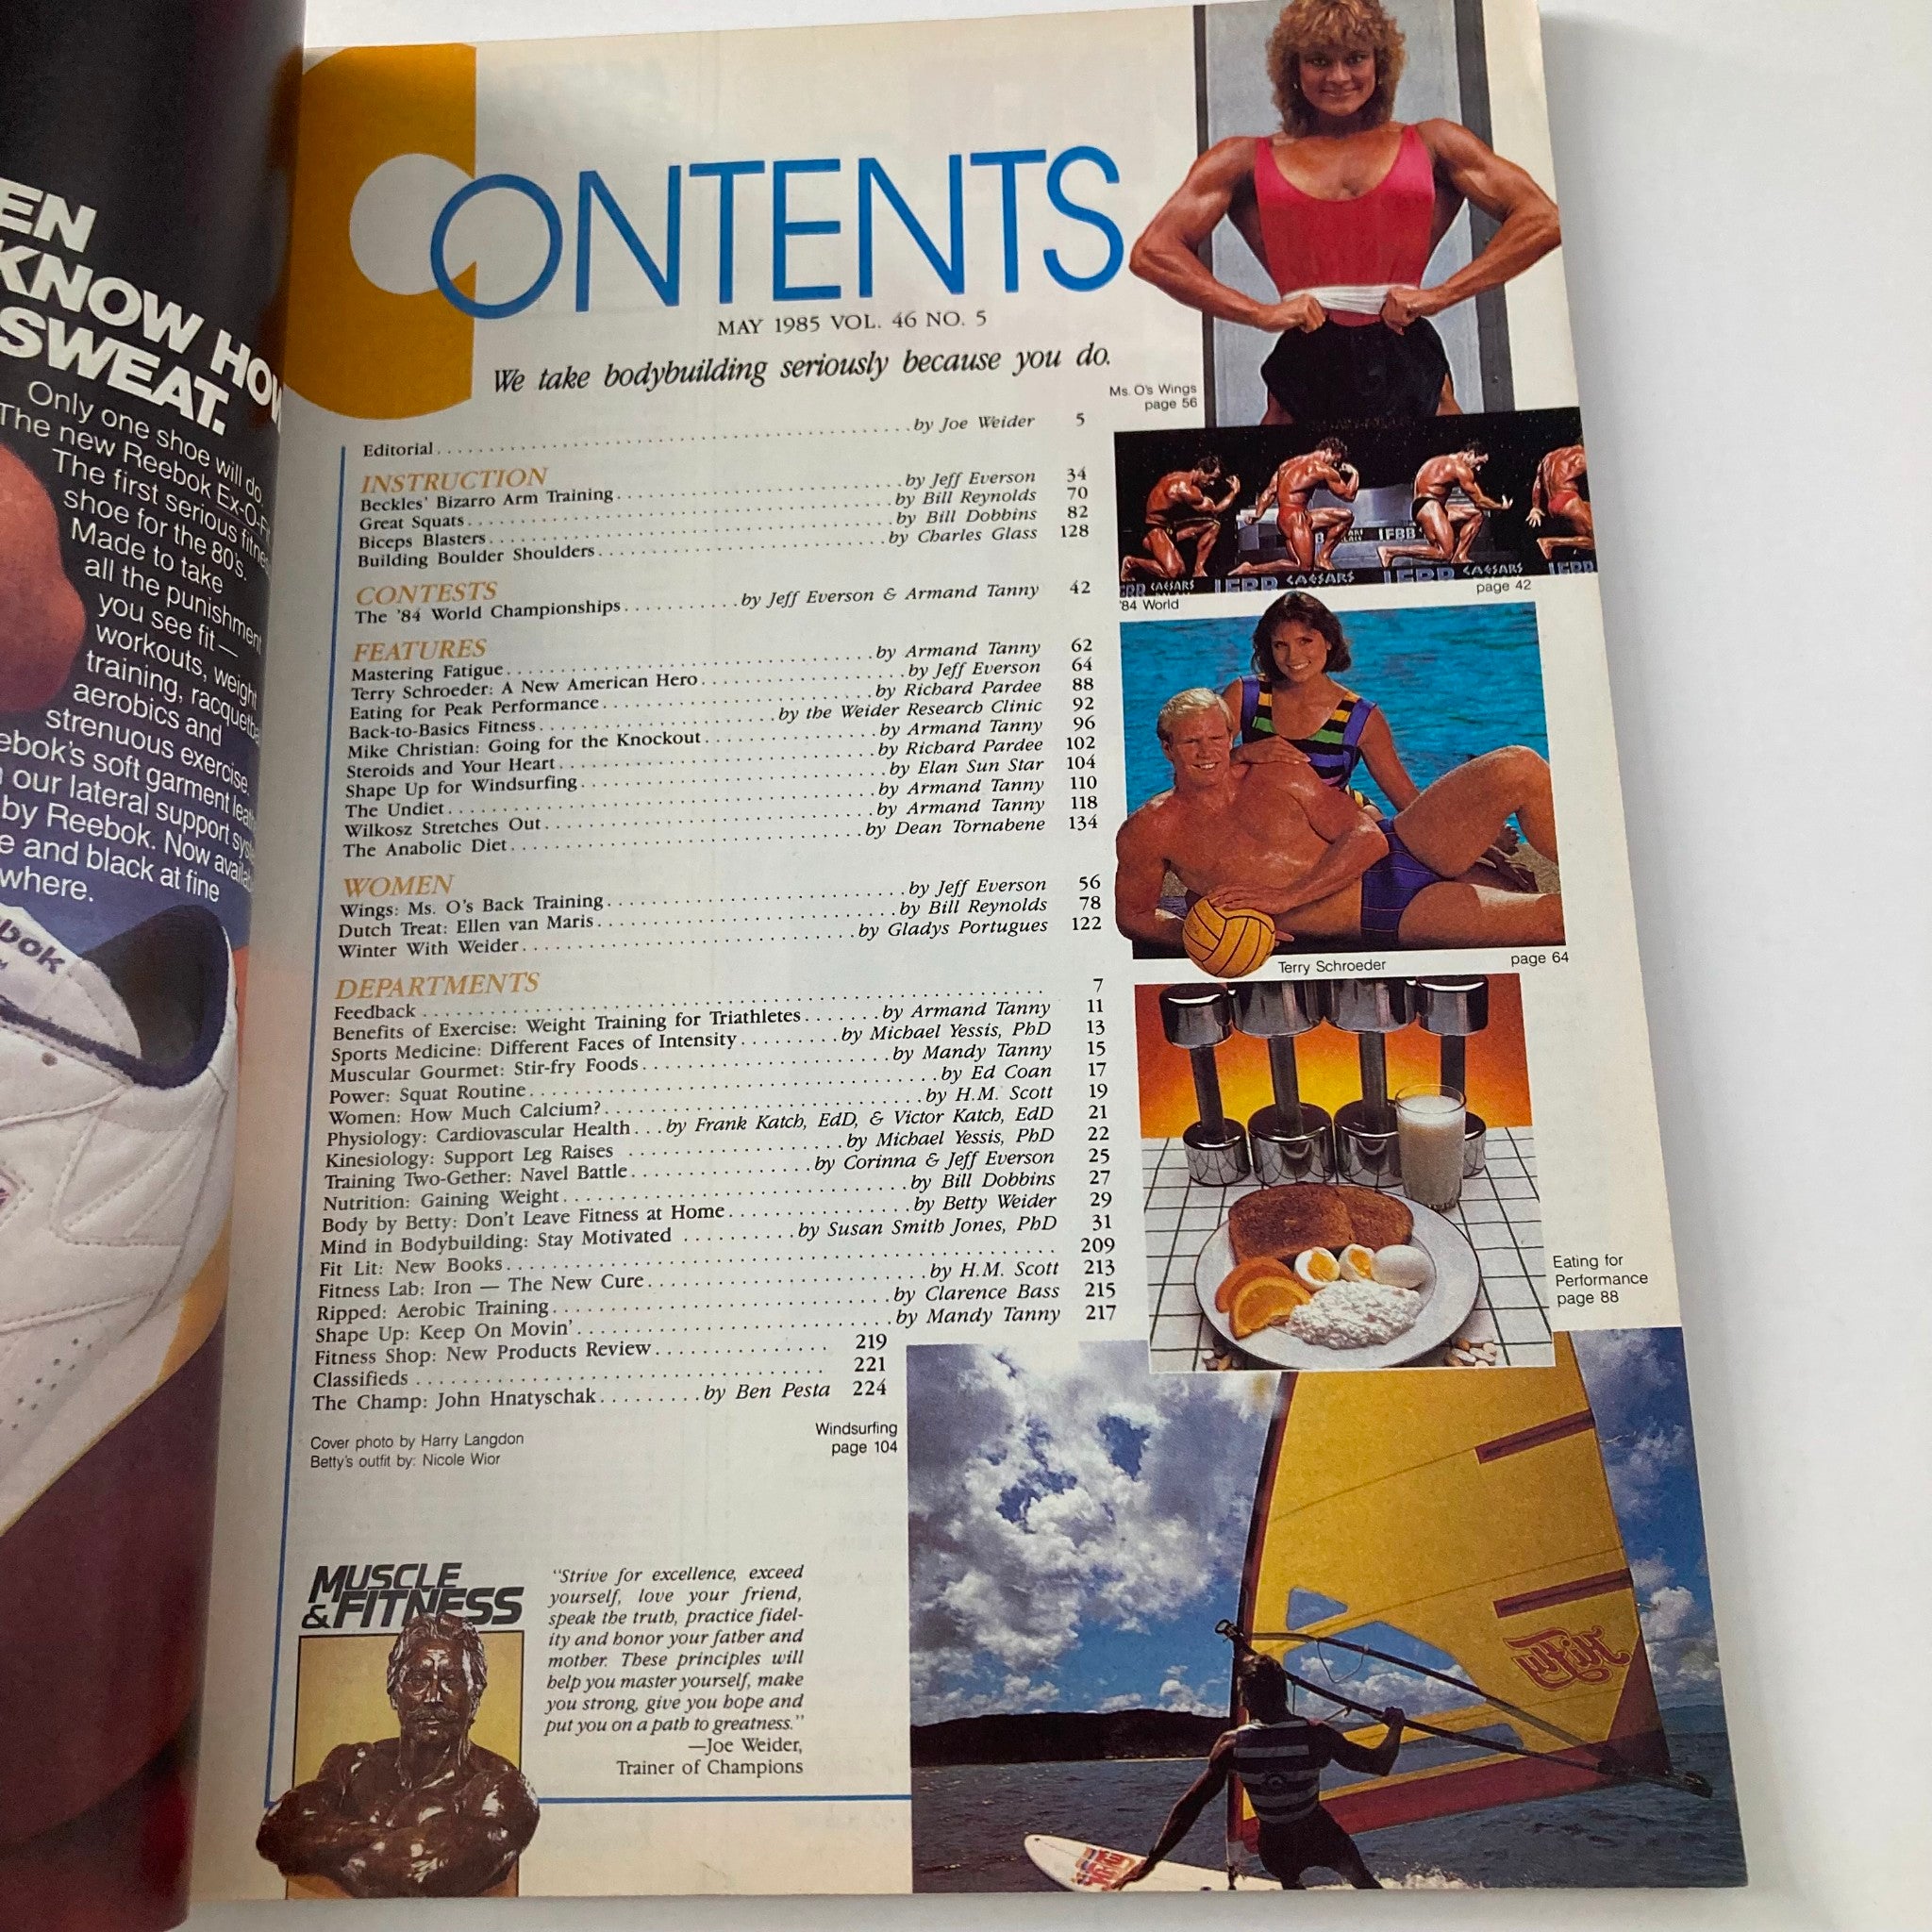 EN
KNOW HOW
SWEAT.
Only one shoe will do.
The new Reebok Ex-O-Fit
The first serious fitness
shoe for the 80's.
Made to take
all the punishment
you see fit —
workouts, weight
training,
aerobics and
strenuous exercise.
ebok's soft garment
our lateral support
by Reebok. Now
e and black at fine
where.
bok
CONTENTS
MAY 1985 VOL. 46 NO. 5
We take bodybuilding seriously because you do.
Editorial by Joe Weider 5
INSTRUCTION
Beckles' Bizarro Arm Training by Jeff Everson 34
Great Squats by Bill Reynolds 70
Biceps Blasters by Bill Dobbins 82
Building Boulder Shoulders by Charles Glass 128
CONTESTS
The '84 World Championships by Jeff Everson & Armand Tanny 42
FEATURES
Mastering Fatigue by Armand Tanny 62
Terry Schroeder: A New American Hero by Jeff Everson 64
Eating for Peak Performance by Richard Pardee 88
Back-to-Basics Fitness by the Weider Research Clinic 92
Mike Christian: Going for the Knockout by Armand Tanny 96
Steroids and Your Heart by Richard Pardee 102
Shape Up for Windsurfing by Elan Sun Star 104
The Undiet by Armand Tanny 110
Wilkosz Stretches Out by Armand Tanny 118
The Anabolic Diet by Dean Tornabene 134
WOMEN
Wings: Ms. O's Back Training by Jeff Everson 56
Dutch Treat: Ellen van Maris by Bill Reynolds 78
Winter With Weider by Gladys Portugues 122
DEPARTMENTS
Feedback 7
Benefits of Exercise: Weight Training for Triathletes by Armand Tanny 11
Sports Medicine: Different Faces of Intensity by Michael Yessis, PhD 13
Muscular Gourmet: Stir-fry Foods by Mandy Tanny 15
Power: Squat Routine by Ed Coan 17
Women: How Much Calcium? by H.M. Scott 19
Physiology: Cardiovascular Health by Frank Katch, EdD, & Victor Katch, EdD 21
Kinesiology: Support Leg Raises by Michael Yessis, PhD 22
Training Two-Gether: Navel Battle by Corinna & Jeff Everson 25
Nutrition: Gaining Weight by Bill Dobbins 27
Body by Betty: Don't Leave Fitness at Home by Betty Weider 29
Mind in Bodybuilding: Stay Motivated by Susan Smith Jones, PhD 31
Fit Lit: New Books 209
Fitness Lab: Iron — The New Cure by H.M. Scott 213
Ripped: Aerobic Training by Clarence Bass 215
Shape Up: Keep On Movin' by Mandy Tanny 217
Fitness Shop: New Products Review 219
Classifieds 221
The Champ: John Hnatyschak by Ben Pesta 224
Cover photo by Harry Langdon
Betty's outfit by: Nicole Wior
Windsurfing
page 104
MUSCLE
& FITNESS
"Strive for excellence, exceed
yourself, love your friend,
speak the truth, practice fidel-
ity and honor your father and
mother. These principles will
help you master yourself, make
you strong, give you hope and
put you on a path to greatness."
—Joe Weider,
Trainer of Champions
Ms. O's Wings
page 56
IFBB
CAESARS IFBB CAESARS IFBB CAESARS IFBB
'84 World
page 42
Terry Schroeder
page 64
Eating for
Performance
page 88